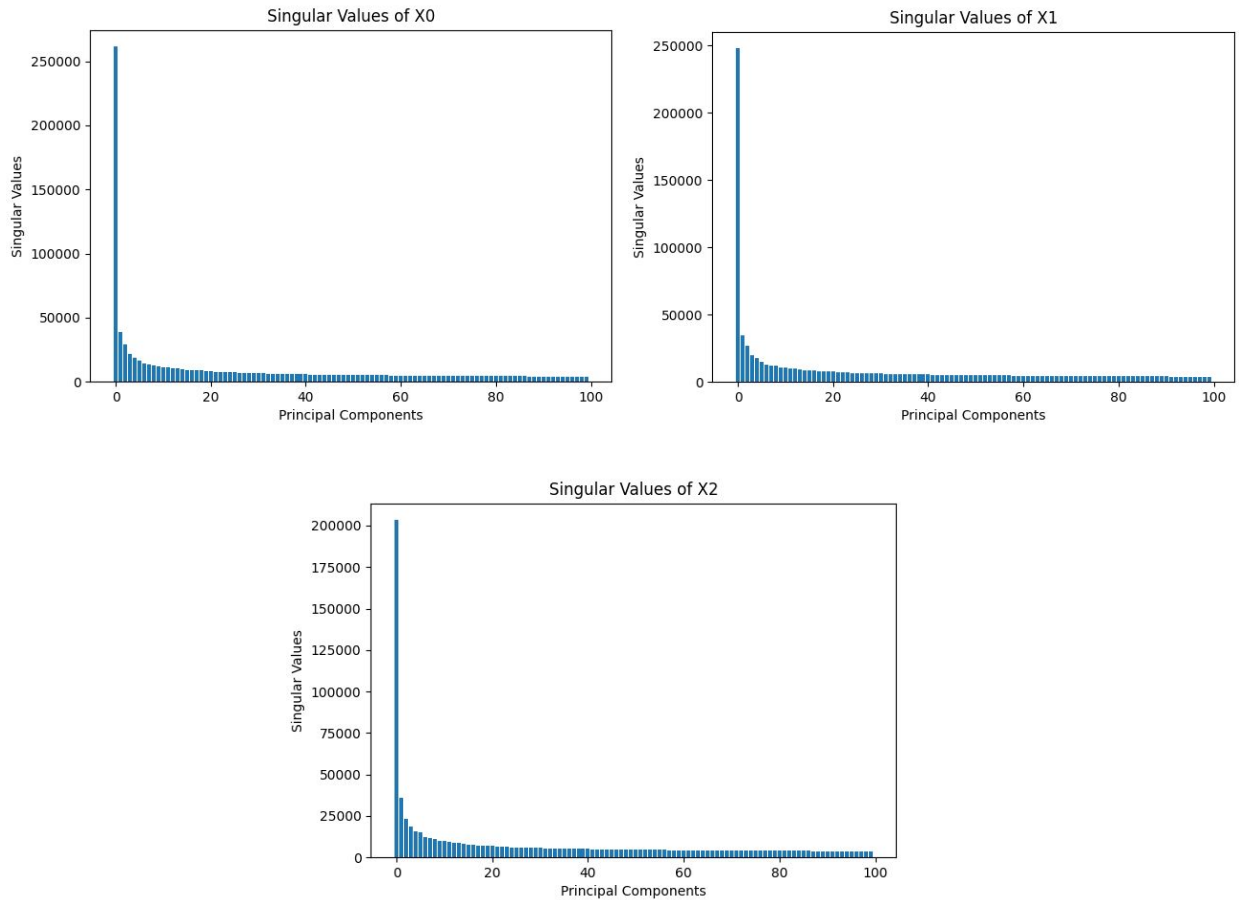 Singular Values of X0
Singular Values
250000
200000
150000
100000
50000
0
0 20 40 60 80 100
Principal Components
Singular Values of X1
Singular Values
250000
200000
150000
100000
50000
0
0 20 40 60 80 100
Principal Components
Singular Values of X2
Singular Values
200000
175000
150000
125000
100000
75000
50000
25000
0
0 20 40 60 80 100
Principal Components